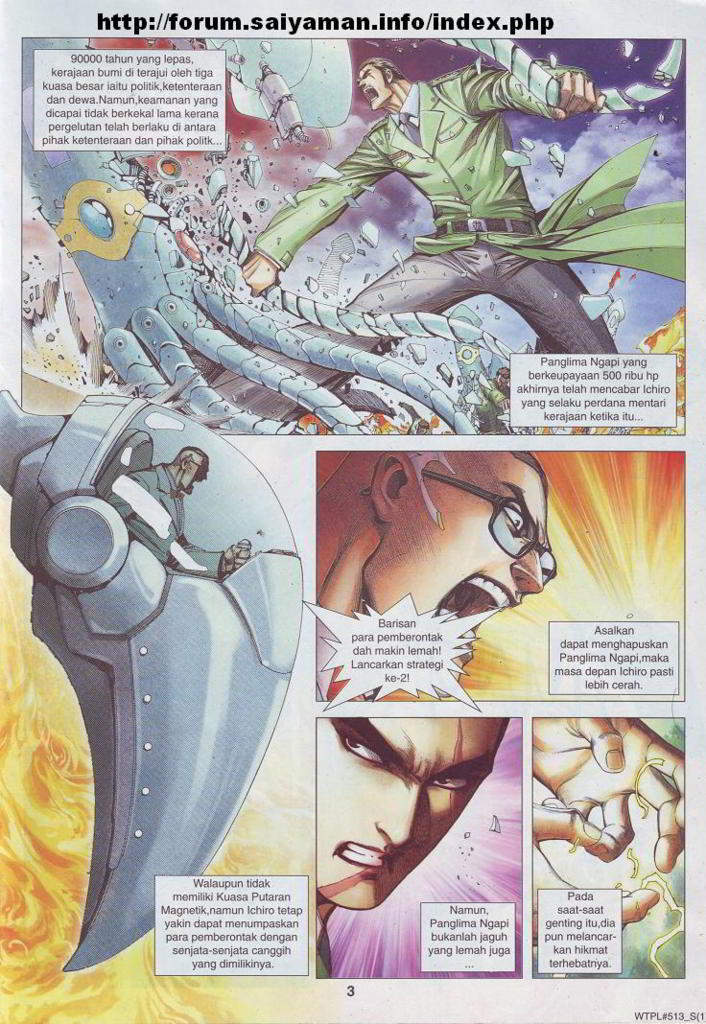 http://forum.saiyaman.info/index.php
90000 tahun yang lepas,
kerajaan bumi di terajui oleh tiga
kuasa besar iaitu politik,ketenteraan
dan dewa.Namun,keamanan yang
dicapai tidak berkekal lama kerana
pergelutan telah berlaku di antara
pihak ketenteraan dan pihak politk...
Panglima Ngapi yang
berkeupayaan 500 ribu hp
akhirnya telah mencabar Ichiro
yang selaku perdana mentari
kerajaan ketika itu...
Barisan
para pemberontak
dah makin lemah!
Lancarkan strategi
ke-2!
Asalkan
dapat menghapuskan
Panglima Ngapi,maka
masa depan Ichiro pasti
lebih cerah.
Walaupun tidak
memiliki Kuasa Putaran
Magnetik,namun Ichiro tetap
yakin dapat menumpaskan
para pemberontak dengan
senjata-senjata canggih
yang dimilikinya.
Namun,
Panglima Ngapi
bukanlah jaguh
yang lemah juga
...
Pada
saat-saat
genting itu,dia
pun melancar-
kan hikmat
terhebatnya.
3
WTPL#513_S(1